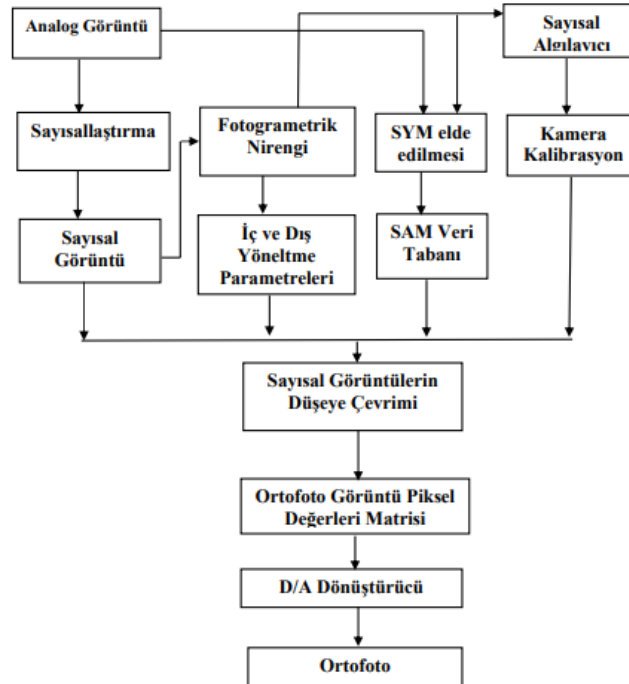 Analog Görüntü
Sayısal
Algılayıcı
Sayısallaştırma
Fotogrametrik
Nirengi
SYM elde
edilmesi
Kamera
Kalibrasyon
Sayısal
Görüntü
İç ve Dış
Yöneltme
Parametreleri
SAM Veri
Tabanı
Sayısal Görüntülerin
Düşeye Çevrimi
Ortofoto Görüntü Piksel
Değerleri Matrisi
D/A Dönüştürücü
Ortofoto